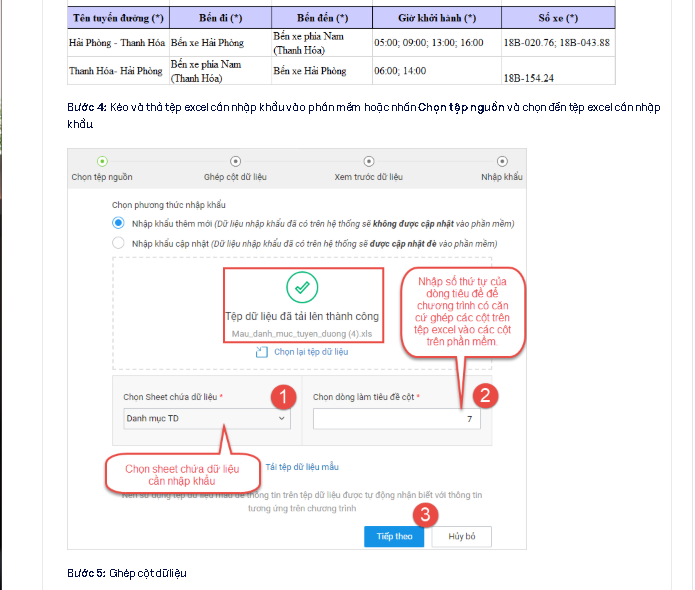 Tên tuyến đường (*) Bến đi (*) Bến đến (*) Giờ khởi hành (*) Số xe (*)
Hải Phòng - Thanh Hóa Bến xe Hải Phòng Bến xe phía Nam (Thanh Hóa) 05:00; 09:00; 13:00; 16:00 18B-020.76; 18B-043.88
Thanh Hóa- Hải Phòng Bến xe phía Nam (Thanh Hóa) Bến xe Hải Phòng 06:00; 14:00 18B-154.24
Bước 4: Kéo và thả tệp excel cần nhập khẩu vào phần mềm hoặc nhấn Chọn tệp nguồn và chọn đến tệp excel cần nhập
khẩu.
Chọn tệp nguồn Ghép cột dữ liệu Xem trước dữ liệu Nhập khẩu
Chọn phương thức nhập khẩu
Nhập khẩu thêm mới (Dữ liệu nhập khẩu đã có trên hệ thống sẽ không được cập nhật vào phần mềm)
Nhập khẩu cập nhật (Dữ liệu nhập khẩu đã có trên hệ thống sẽ được cập nhật đè vào phần mềm)
Tệp dữ liệu đã tải lên thành công
Mau_danh_muc_tuyen_duong (4).xls
Chọn lại tệp dữ liệu
Nhập số thứ tự của
dòng tiêu đề để
chương trình có căn
cứ ghép các cột trên
tệp excel vào các cột
trên phần mềm.
Chọn Sheet chứa dữ liệu * 1
Danh mục TD
Chọn dòng làm tiêu đề cột * 2
7
Chọn sheet chứa dữ liệu
cần nhập khẩu
Tải tệp dữ liệu mẫu
Nên sử dụng tệp dữ liệu mẫu để thông tin trên tệp dữ liệu được tự động nhận biết với thông tin
tương ứng trên chương trình
3
Tiếp theo Hủy bỏ
Bước 5: Ghép cột dữ liệu